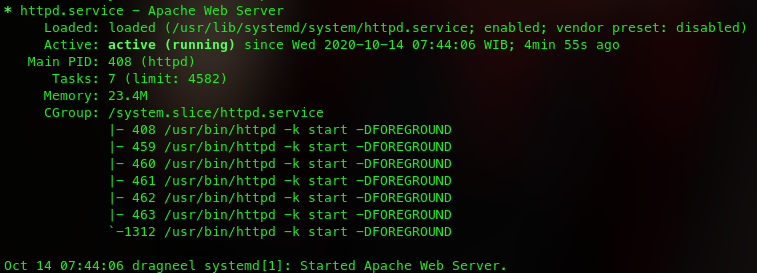 * httpd.service - Apache Web Server
Loaded: loaded (/usr/lib/systemd/system/httpd.service; enabled; vendor preset: disabled)
Active: active (running) since Wed 2020-10-14 07:44:06 WIB; 4min 55s ago
Main PID: 408 (httpd)
Tasks: 7 (limit: 4582)
Memory: 23.4M
CGroup: /system.slice/httpd.service
|- 408 /usr/bin/httpd -k start -DFOREGROUND
|- 459 /usr/bin/httpd -k start -DFOREGROUND
|- 460 /usr/bin/httpd -k start -DFOREGROUND
|- 461 /usr/bin/httpd -k start -DFOREGROUND
|- 462 /usr/bin/httpd -k start -DFOREGROUND
|- 463 /usr/bin/httpd -k start -DFOREGROUND
`-1312 /usr/bin/httpd -k start -DFOREGROUND
Oct 14 07:44:06 dragneel systemd[1]: Started Apache Web Server.